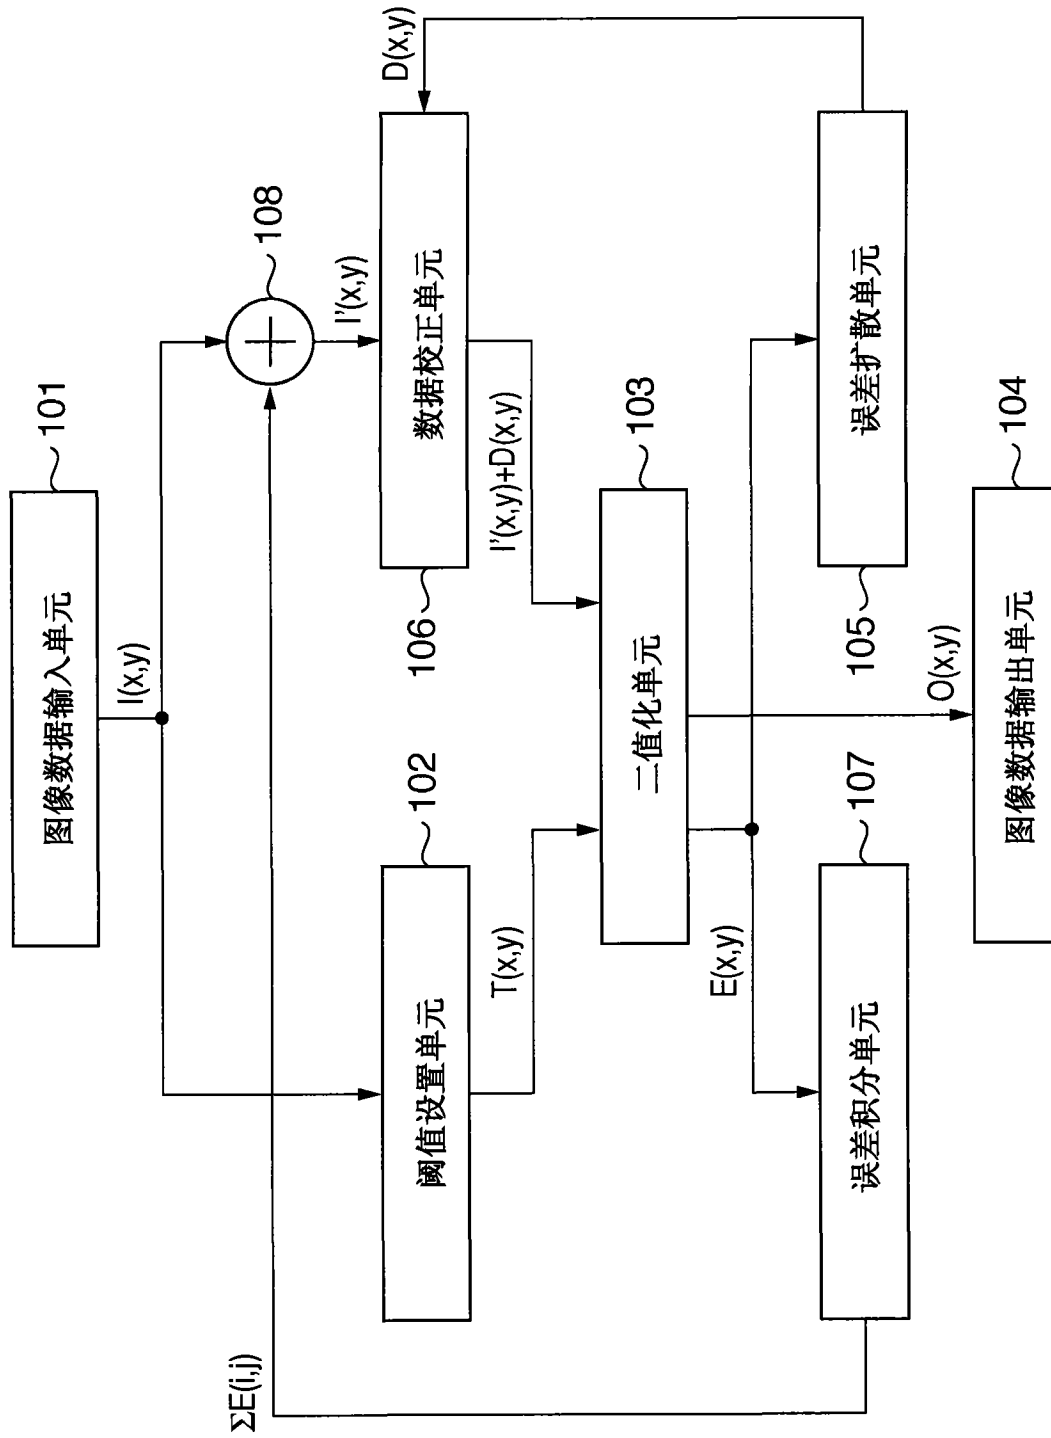 图像数据输入单元
101
I(x,y)
108
ΣE(i,j)
I'(x,y)
D(x,y)
阈值设置单元
102
数据校正单元
106
T(x,y)
I'(x,y)+D(x,y)
二值化单元
103
E(x,y)
误差积分单元
107
误差扩散单元
105
O(x,y)
图像数据输出单元
104